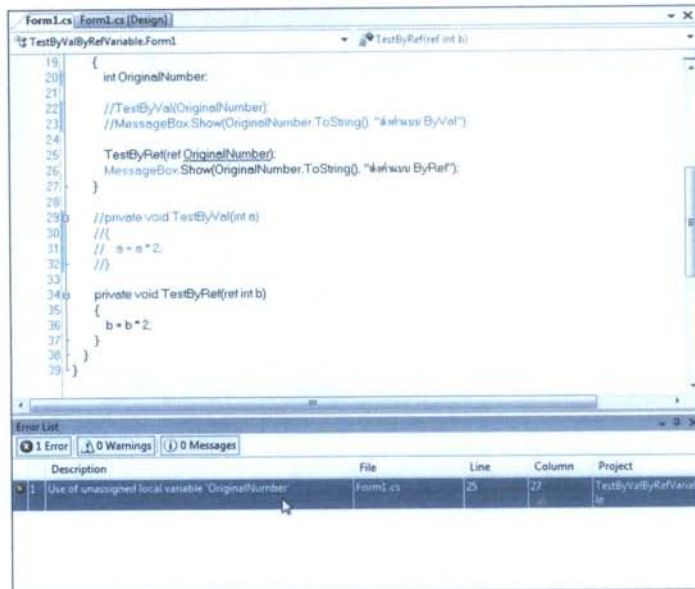 Form1.cs Form1.cs [Design]
TestByValByRefVariable.Form1 TestByRef(ref int b)
19 {
20 int OriginalNumber;
21
22 //TestByVal(OriginalNumber);
23 //MessageBox.Show(OriginalNumber.ToString(), "ส่งค่าแบบ ByVal");
24
25 TestByRef(ref OriginalNumber);
26 MessageBox.Show(OriginalNumber.ToString(), "ส่งค่าแบบ ByRef");
27 }
28
29 //private void TestByVal(int a)
30 //{
31 // a = a * 2;
32 //}
33
34 private void TestByRef(ref int b)
35 {
36 b = b * 2;
37 }
38 }
39 }
Error List
1 Error 0 Warnings 0 Messages
Description File Line Column Project
1 Use of unassigned local variable 'OriginalNumber' Form1.cs 25 27 TestByValByRefVariab
le